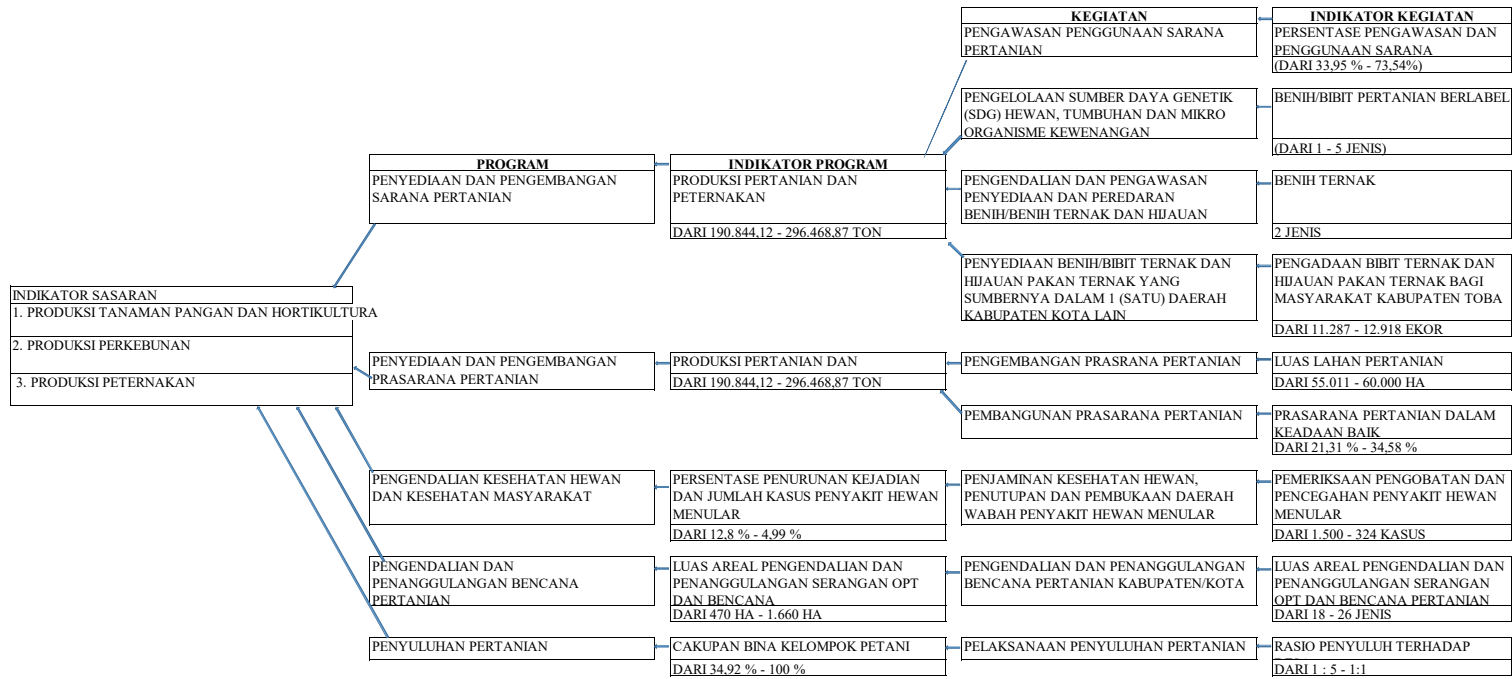 KEGIATAN
PENGAWASAN PENGGUNAAN SARANA
PERTANIAN
INDIKATOR KEGIATAN
PERSENTASE PENGAWASAN DAN
PENGGUNAAN SARANA
(DARI 33,95 % - 73,54%)
PENGELOLAAN SUMBER DAYA GENETIK
(SDG) HEWAN, TUMBUHAN DAN MIKRO
ORGANISME KEWENANGAN
BENIH/BIBIT PERTANIAN BERLABEL
(DARI 1 - 5 JENIS)
PROGRAM
PENYEDIAAN DAN PENGEMBANGAN
SARANA PERTANIAN
INDIKATOR PROGRAM
PRODUKSI PERTANIAN DAN
PETERNAKAN
DARI 190.844,12 - 296.468,87 TON
PENGENDALIAN DAN PENGAWASAN
PENYEDIAAN DAN PEREDARAN
BENIH/BENIH TERNAK DAN HIJAUAN
BENIH TERNAK
2 JENIS
PENYEDIAAN BENIH/BIBIT TERNAK DAN
HIJAUAN PAKAN TERNAK YANG
SUMBERNYA DALAM 1 (SATU) DAERAH
KABUPATEN KOTA LAIN
PENGADAAN BIBIT TERNAK DAN
HIJAUAN PAKAN TERNAK BAGI
MASYARAKAT KABUPATEN TOBA
DARI 11.287 - 12.918 EKOR
INDIKATOR SASARAN
1. PRODUKSI TANAMAN PANGAN DAN HORTIKULTURA
2. PRODUKSI PERKEBUNAN
3. PRODUKSI PETERNAKAN
PENYEDIAAN DAN PENGEMBANGAN
PRASARANA PERTANIAN
PRODUKSI PERTANIAN DAN
DARI 190.844,12 - 296.468,87 TON
PENGEMBANGAN PRASRANA PERTANIAN
LUAS LAHAN PERTANIAN
DARI 55.011 - 60.000 HA
PEMBANGUNAN PRASARANA PERTANIAN
PRASARANA PERTANIAN DALAM
KEADAAN BAIK
DARI 21,31 % - 34,58 %
PENGENDALIAN KESEHATAN HEWAN
DAN KESEHATAN MASYARAKAT
PERSENTASE PENURUNAN KEJADIAN
DAN JUMLAH KASUS PENYAKIT HEWAN
MENULAR
DARI 12,8 % - 4,99 %
PENJAMINAN KESEHATAN HEWAN,
PENUTUPAN DAN PEMBUKAAN DAERAH
WABAH PENYAKIT HEWAN MENULAR
PEMERIKSAAN PENGOBATAN DAN
PENCEGAHAN PENYAKIT HEWAN
MENULAR
DARI 1.500 - 324 KASUS
PENGENDALIAN DAN
PENANGGULANGAN BENCANA
PERTANIAN
LUAS AREAL PENGENDALIAN DAN
PENANGGULANGAN SERANGAN OPT
DAN BENCANA
DARI 470 HA - 1.660 HA
PENGENDALIAN DAN PENANGGULANGAN
BENCANA PERTANIAN KABUPATEN/KOTA
LUAS AREAL PENGENDALIAN DAN
PENANGGULANGAN SERANGAN
OPT DAN BENCANA PERTANIAN
DARI 18 - 26 JENIS
PENYULUHAN PERTANIAN
CAKUPAN BINA KELOMPOK PETANI
DARI 34,92 % - 100 %
PELAKSANAAN PENYULUHAN PERTANIAN
RASIO PENYULUH TERHADAP
DARI 1 : 5 - 1:1